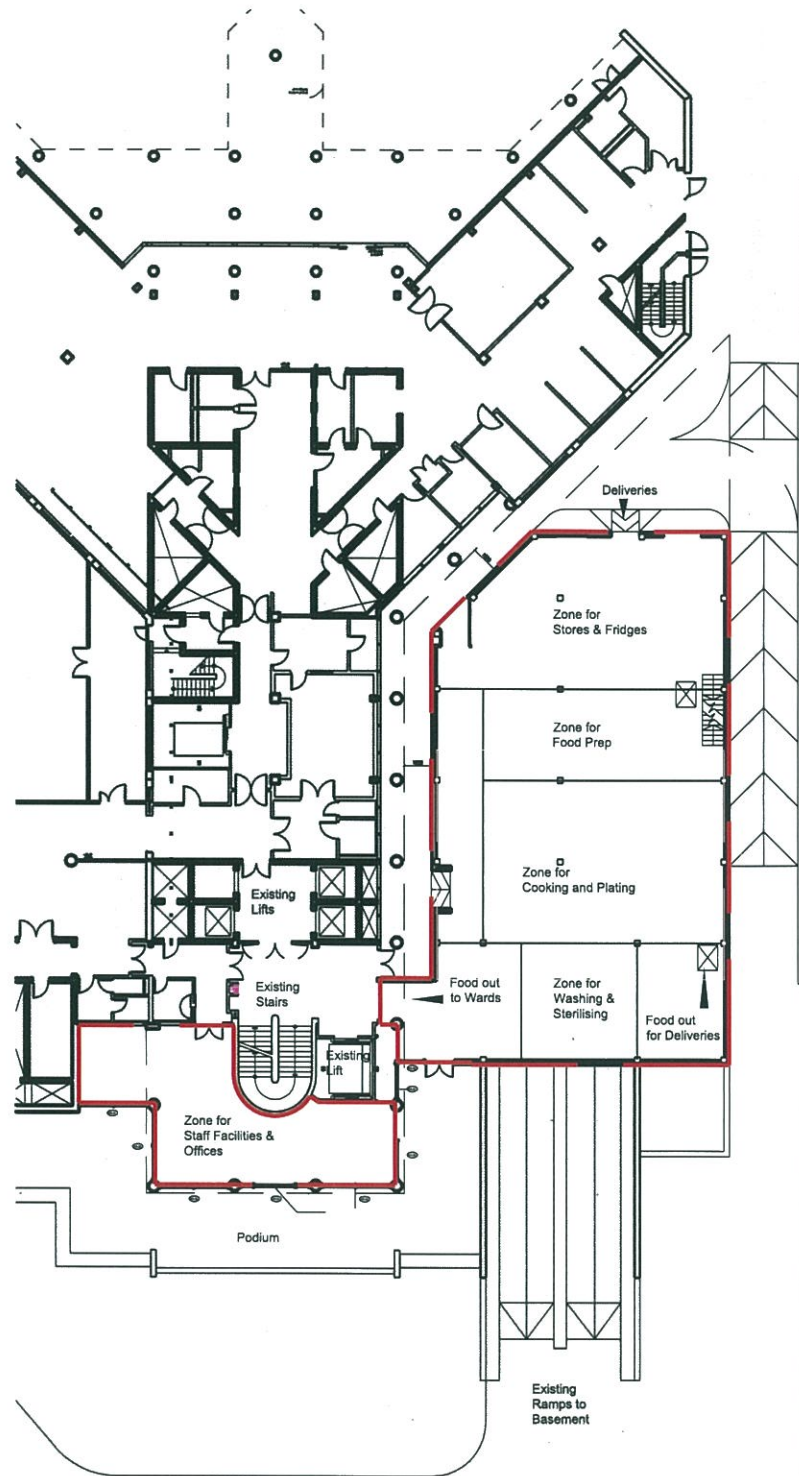 Deliveries
Zone for
Stores & Fridges
Zone for
Food Prep
Zone for
Cooking and Plating
Existing
Lifts
Existing
Stairs
Food out
to Wards
Zone for
Washing &
Sterilising
Food out
for Deliveries
Existing
Lift
Zone for
Staff Facilities &
Offices
Podium
Existing
Ramps to
Basement